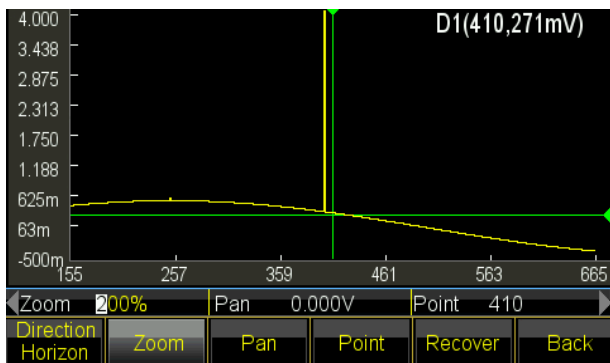 D1(410,271mV)
4.000
3.438
2.875
2.313
1.750
1.188
625m
63m
-500m
155 257 359 461 563 665
Zoom 200% Pan 0.000V Point 410
Direction Horizon Zoom Pan Point Recover Back